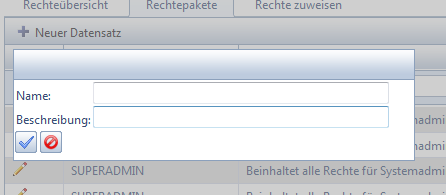 Rechteübersicht Rechtepakete Rechte zuweisen
Neuer Datensatz
Name:
Beschreibung:
SUPERADMIN Beinhaltet alle Rechte für Systemadmi